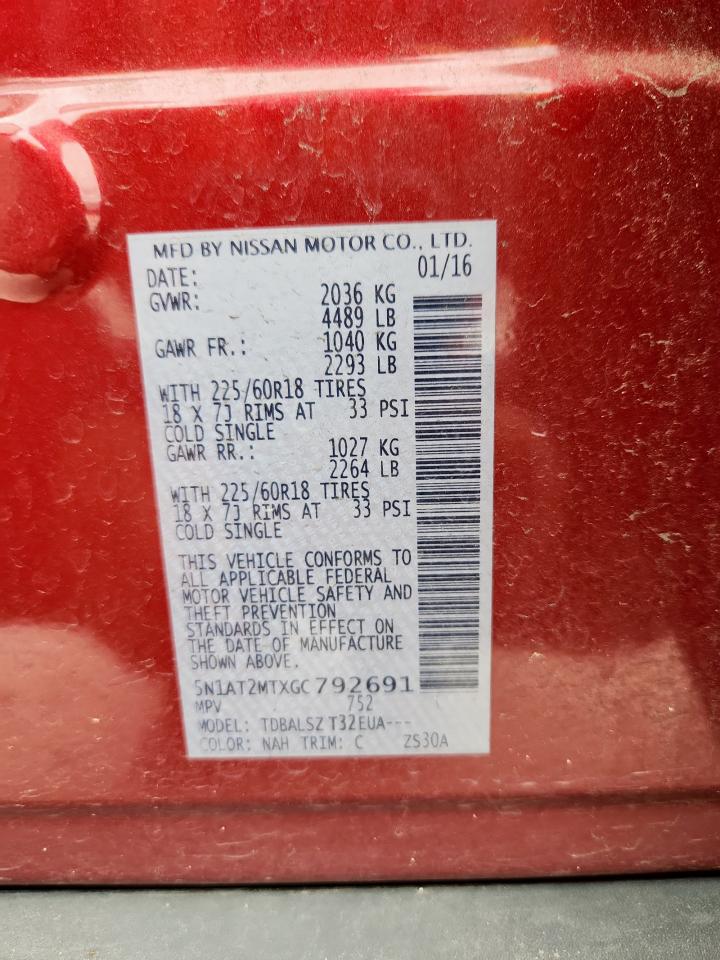 MFD BY NISSAN MOTOR CO., LTD.
DATE: 01/16
GVWR: 2036 KG
4489 LB
GAWR FR.: 1040 KG
2293 LB
WITH 225/60R18 TIRES
18 X 7J RIMS AT 33 PSI
COLD SINGLE
GAWR RR.: 1027 KG
2264 LB
WITH 225/60R18 TIRES
18 X 7J RIMS AT 33 PSI
COLD SINGLE
THIS VEHICLE CONFORMS TO
ALL APPLICABLE FEDERAL
MOTOR VEHICLE SAFETY AND
THEFT PREVENTION
STANDARDS IN EFFECT ON
THE DATE OF MANUFACTURE
SHOWN ABOVE.
5N1AT2MTXGC792691
MPV 752
MODEL: TDBALSZ T32EUA---
COLOR: NAH TRIM: C ZS30A